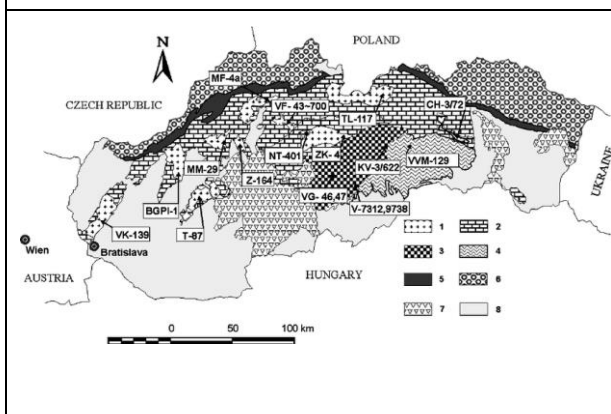 N
POLAND
MF-4a
CZECH REPUBLIC
VF- 43~700
TL-117
CH-3/72
UKRAINE
MM-29
NT-401
ZK- 4
KV-3/622
VVM-129
Z-164
BGPI-1
VG- 46,47
V-7312,9738
VK-139
T-87
Wien
Bratislava
AUSTRIA
HUNGARY
1 2
3 4
5 6
7 8
0 50 100 km